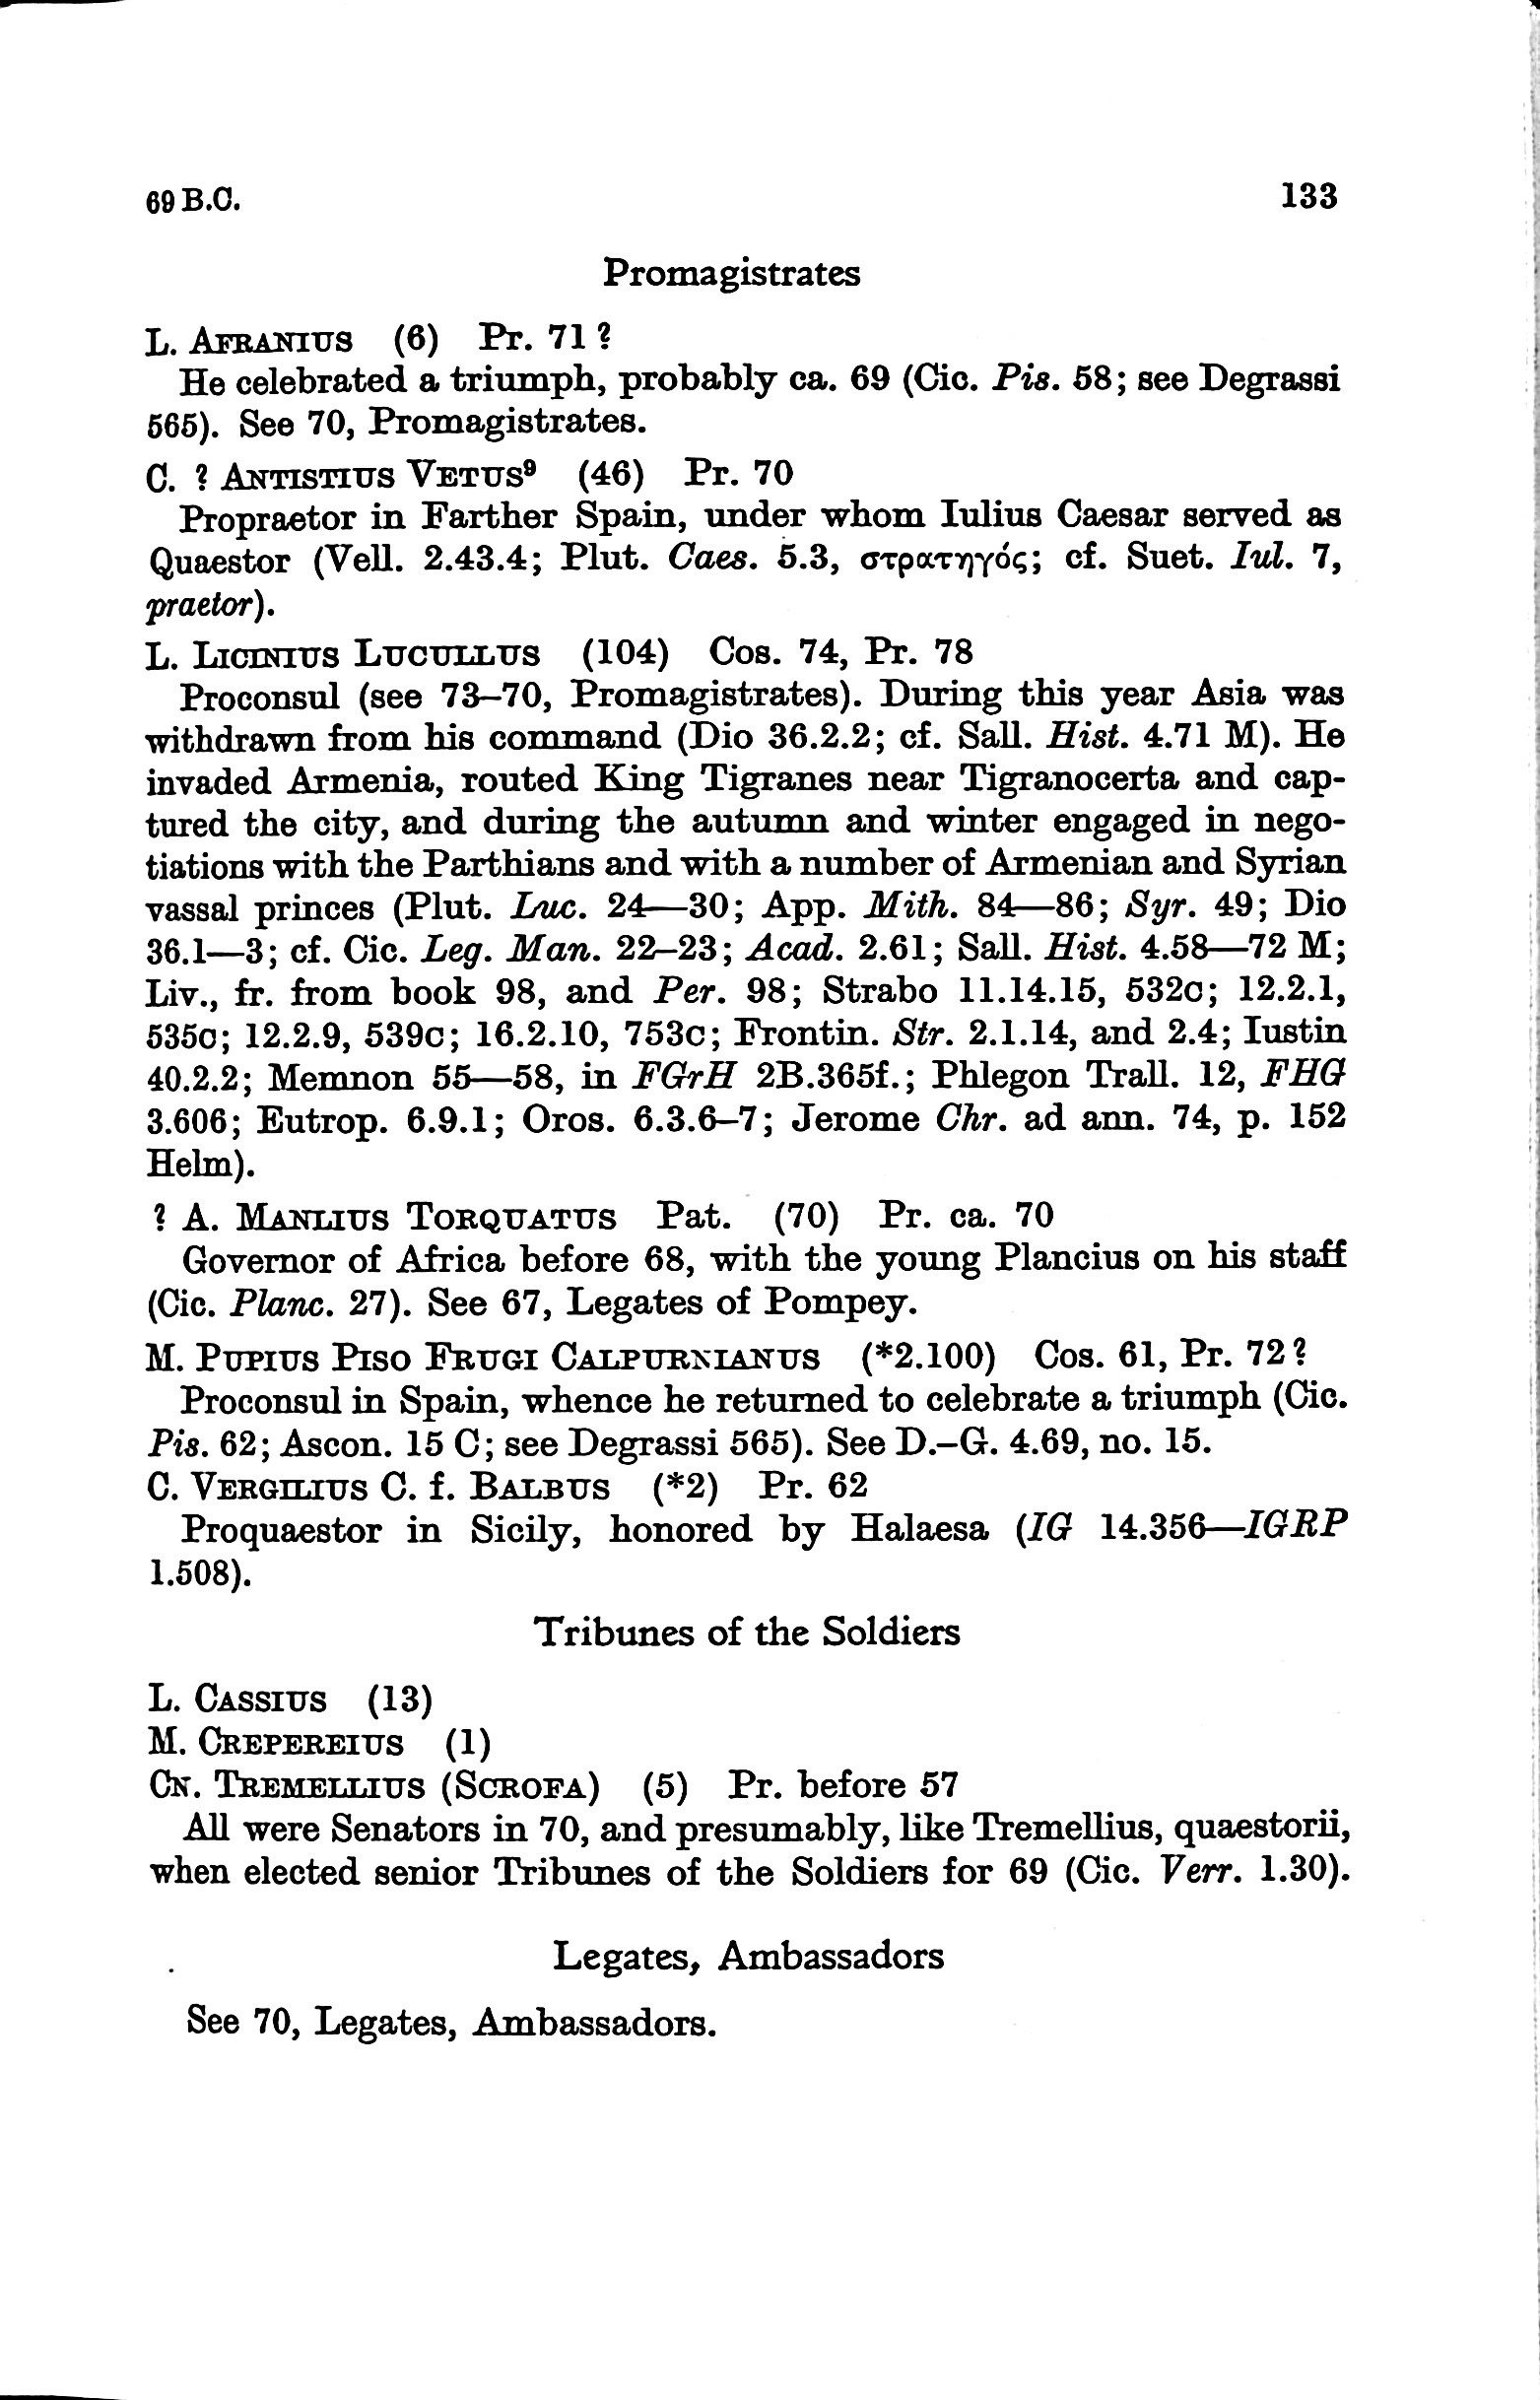 69 B.C. 133
Promagistrates
L. AFRANIUS (6) Pr. 71 ?
He celebrated a triumph, probably ca. 69 (Cic. Pis. 58; see Degrassi
565). See 70, Promagistrates.
C. ? ANTISTIUS VETUS⁹ (46) Pr. 70
Propraetor in Farther Spain, under whom Iulius Caesar served as
Quaestor (Vell. 2.43.4; Plut. Caes. 5.3, στρατηγός; cf. Suet. Iul. 7,
praetor).
L. LICINIUS LUCULLUS (104) Cos. 74, Pr. 78
Proconsul (see 73–70, Promagistrates). During this year Asia was
withdrawn from his command (Dio 36.2.2; cf. Sall. Hist. 4.71 M). He
invaded Armenia, routed King Tigranes near Tigranocerta and cap-
tured the city, and during the autumn and winter engaged in nego-
tiations with the Parthians and with a number of Armenian and Syrian
vassal princes (Plut. Luc. 24—30; App. Mith. 84—86; Syr. 49; Dio
36.1—3; cf. Cic. Leg. Man. 22–23; Acad. 2.61; Sall. Hist. 4.58—72 M;
Liv., fr. from book 98, and Per. 98; Strabo 11.14.15, 532C; 12.2.1,
535C; 12.2.9, 539C; 16.2.10, 753C; Frontin. Str. 2.1.14, and 2.4; Iustin
40.2.2; Memnon 55—58, in FGrH 2B.365f.; Phlegon Trall. 12, FHG
3.606; Eutrop. 6.9.1; Oros. 6.3.6–7; Jerome Chr. ad ann. 74, p. 152
Helm).
? A. MANLIUS TORQUATUS Pat. (70) Pr. ca. 70
Governor of Africa before 68, with the young Plancius on his staff
(Cic. Planc. 27). See 67, Legates of Pompey.
M. PUPIUS PISO FRUGI CALPURNIANUS (*2.100) Cos. 61, Pr. 72 ?
Proconsul in Spain, whence he returned to celebrate a triumph (Cic.
Pis. 62; Ascon. 15 C; see Degrassi 565). See D.–G. 4.69, no. 15.
C. VERGILIUS C. f. BALBUS (*2) Pr. 62
Proquaestor in Sicily, honored by Halaesa (IG 14.356—IGRP
1.508).
Tribunes of the Soldiers
L. CASSIUS (13)
M. CREPEREIUS (1)
CN. TREMELLIUS (SCROFA) (5) Pr. before 57
All were Senators in 70, and presumably, like Tremellius, quaestorii,
when elected senior Tribunes of the Soldiers for 69 (Cic. Verr. 1.30).
Legates, Ambassadors
See 70, Legates, Ambassadors.